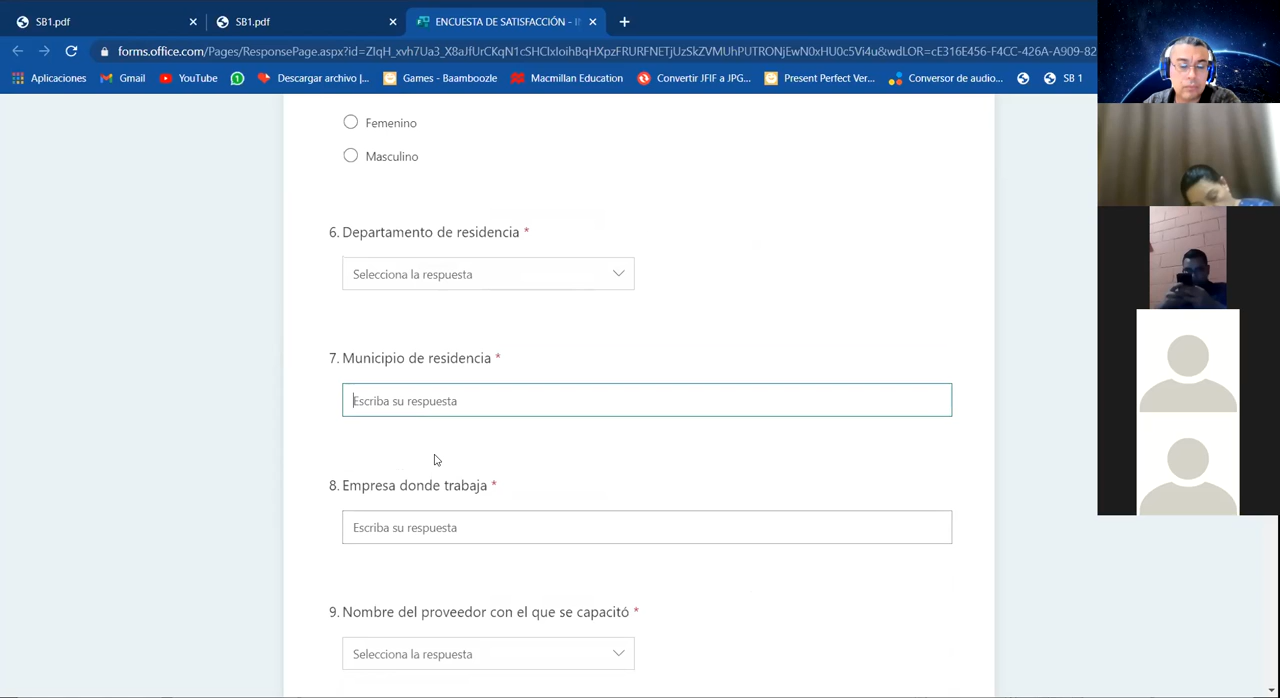 SB1.pdf
SB1.pdf
ENCUESTA DE SATISFACCIÓN - I
forms.office.com/Pages/ResponsePage.aspx?id=ZIqH_xvh7Ua3_X8aJfUrCKqN1cSHClxIoihBqHXpzFRURFNETjUzSkZVMUhPUTRONjEwN0xHU0c5Vi4u&wdLOR=cE316E456-F4CC-426A-A909-82
Aplicaciones
Gmail
YouTube
Descargar archivo |...
Games - Baamboozle
Macmillan Education
Convertir JFIF a JPG...
Present Perfect Ver...
Conversor de audio...
SB 1
Femenino
Masculino
6. Departamento de residencia *
Selecciona la respuesta
7. Municipio de residencia *
Escriba su respuesta
8. Empresa donde trabaja *
Escriba su respuesta
9. Nombre del proveedor con el que se capacitó *
Selecciona la respuesta